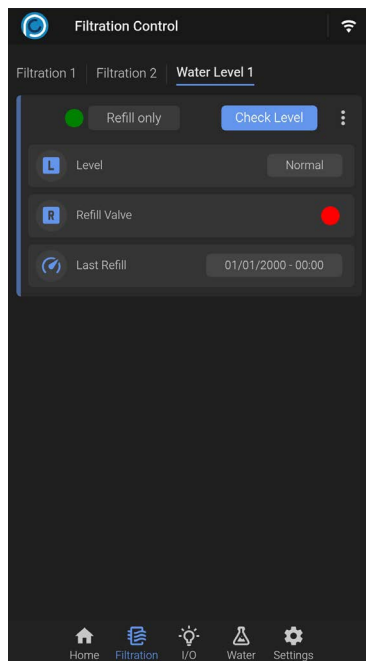 Filtration Control
Filtration 1 Filtration 2 Water Level 1
Refill only Check Level
L Level Normal
R Refill Valve
Last Refill 01/01/2000 - 00:00
Home Filtration I/O Water Settings